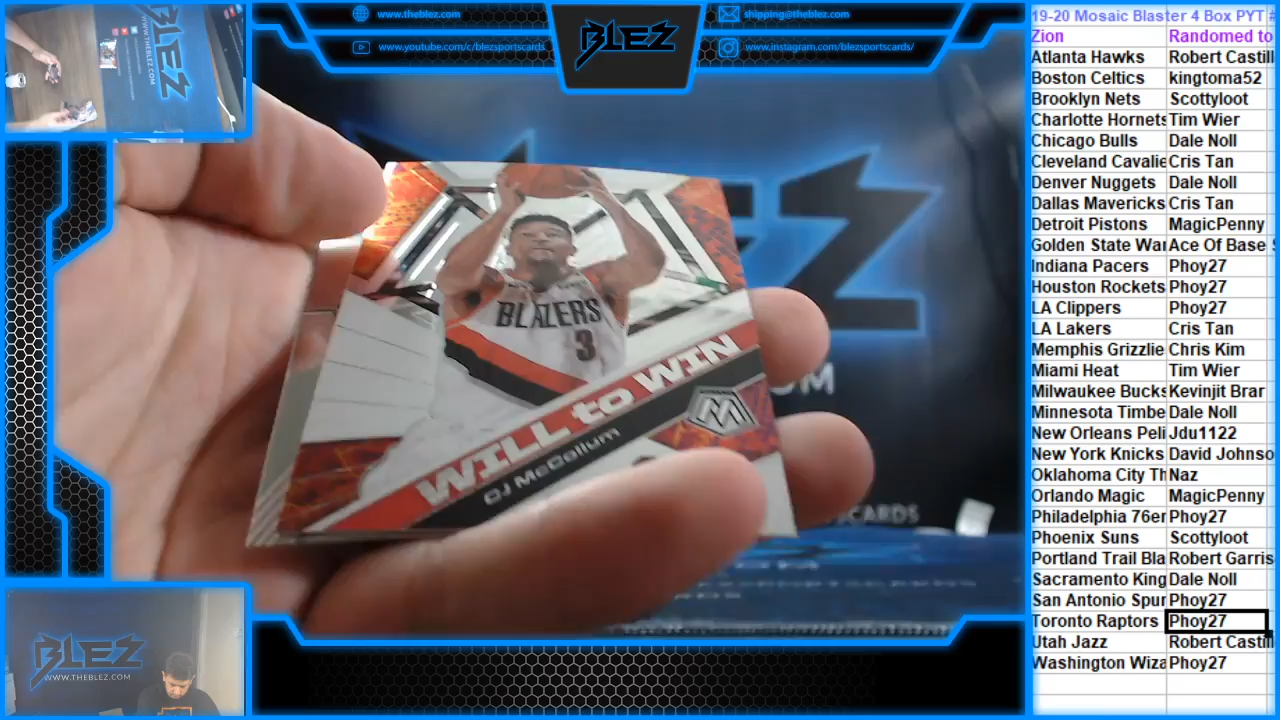 www.theblez.com
shipping@theblez.com
www.youtube.com/c/blezsportscards
BLEZ
www.instagram.com/blezsportscards/
BLEZ
WWW.THEBLEZ.COM
BLAZERS
3
WILL to WIN
CJ McCollum
MOSAIC
M
BLEZ
WWW.THEBLEZ.COM
19-20 Mosaic Blaster 4 Box PYT #
Zion Randomed to
Atlanta Hawks Robert Castill
Boston Celtics kingtoma52
Brooklyn Nets Scottyloot
Charlotte Hornets Tim Wier
Chicago Bulls Dale Noll
Cleveland Cavalie Cris Tan
Denver Nuggets Dale Noll
Dallas Mavericks Cris Tan
Detroit Pistons MagicPenny
Golden State War Ace Of Base S
Indiana Pacers Phoy27
Houston Rockets Phoy27
LA Clippers Phoy27
LA Lakers Cris Tan
Memphis Grizzlie Chris Kim
Miami Heat Tim Wier
Milwaukee Bucks Kevinjit Brar
Minnesota Timbe Dale Noll
New Orleans Peli Jdu1122
New York Knicks David Johnso
Oklahoma City Th Naz
Orlando Magic MagicPenny
Philadelphia 76er Phoy27
Phoenix Suns Scottyloot
Portland Trail Bla Robert Garris
Sacramento King Dale Noll
San Antonio Spur Phoy27
Toronto Raptors Phoy27
Utah Jazz Robert Castill
Washington Wiza Phoy27